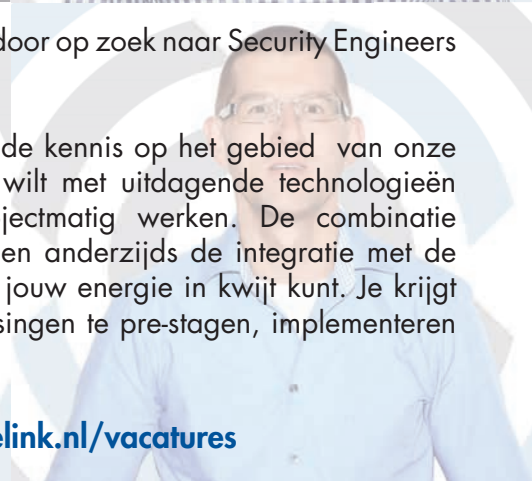 door op zoek naar Security Engineers
de kennis op het gebied van onze
wilt met uitdagende technologieën
jectmatig werken. De combinatie
en anderzijds de integratie met de
jouw energie in kwijt kunt. Je krijgt
singen te pre-stagen, implementeren
elink.nl/vacatures